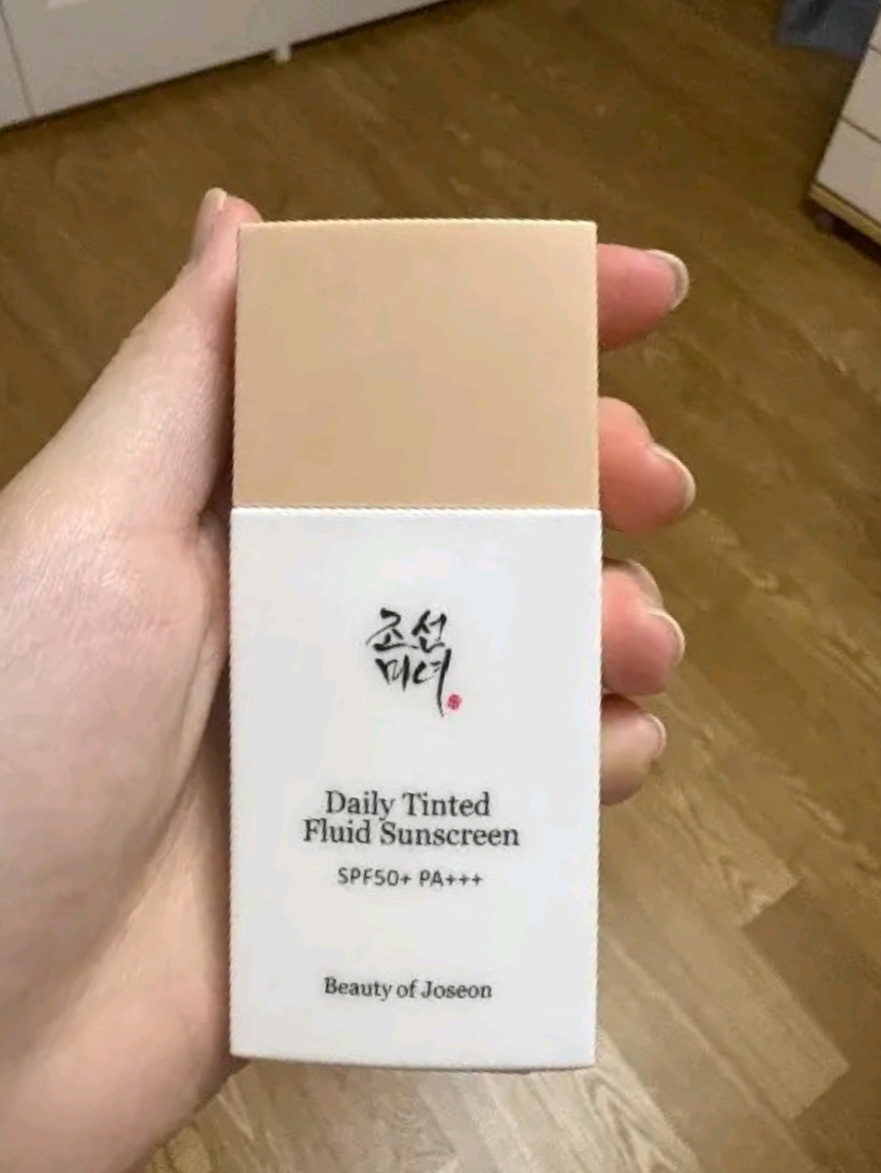 조선
미녀
Daily Tinted
Fluid Sunscreen
SPF50+ PA+++
Beauty of Joseon